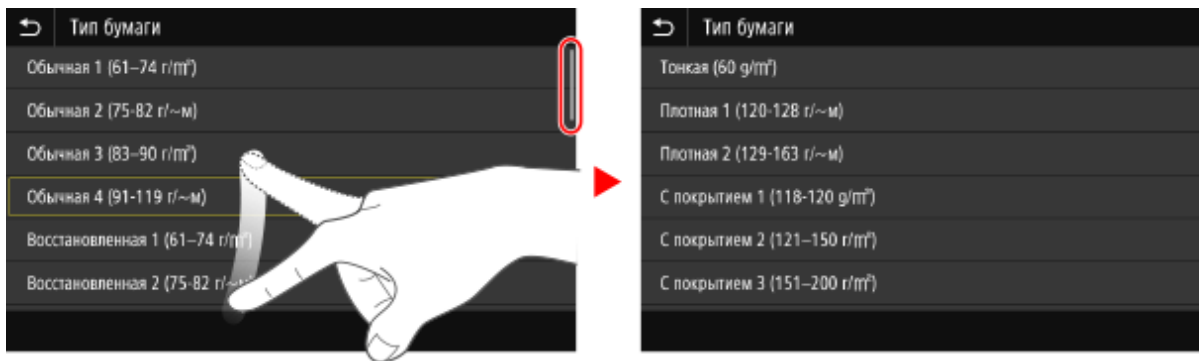 Тип бумаги
Обычная 1 (61–74 г/m²)
Обычная 2 (75-82 г/~м)
Обычная 3 (83–90 г/m²)
Обычная 4 (91-119 г/~м)
Восстановленная 1 (61–74 г/m²)
Восстановленная 2 (75-82 г/~м)
Тип бумаги
Тонкая (60 g/m²)
Плотная 1 (120-128 г/~м)
Плотная 2 (129-163 г/~м)
С покрытием 1 (118-120 g/m²)
С покрытием 2 (121–150 г/m²)
С покрытием 3 (151–200 г/m²)